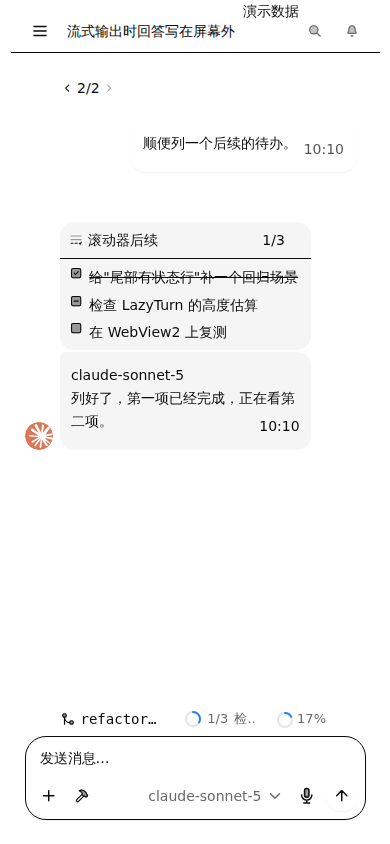 演示数据
流式输出时回答写在屏幕外
2/2
顺便列一个后续的待办。 10:10
滚动器后续 1/3
给"尾部有状态行"补一个回归场景
检查 LazyTurn 的高度估算
在 WebView2 上复测
claude-sonnet-5
列好了，第一项已经完成，正在看第
二项。 10:10
refactor… 1/3 检.. 17%
发送消息…
claude-sonnet-5